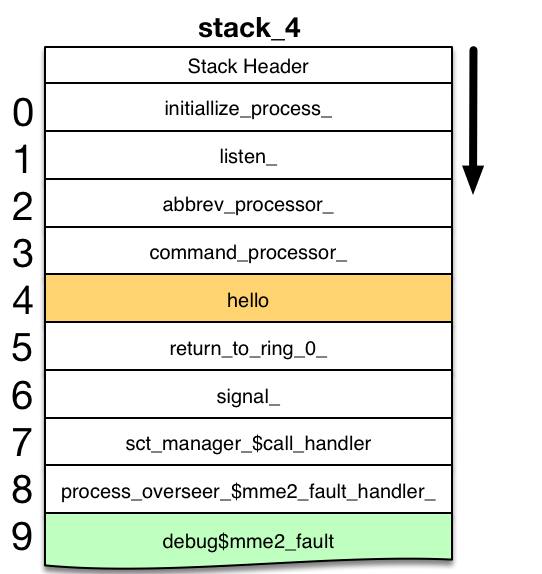 stack_4
Stack Header
0 initiallize_process_
1 listen_
2 abbrev_processor_
3 command_processor_
4 hello
5 return_to_ring_0_
6 signal_
7 sct_manager_$call_handler
8 process_overseer_$mme2_fault_handler_
9 debug$mme2_fault